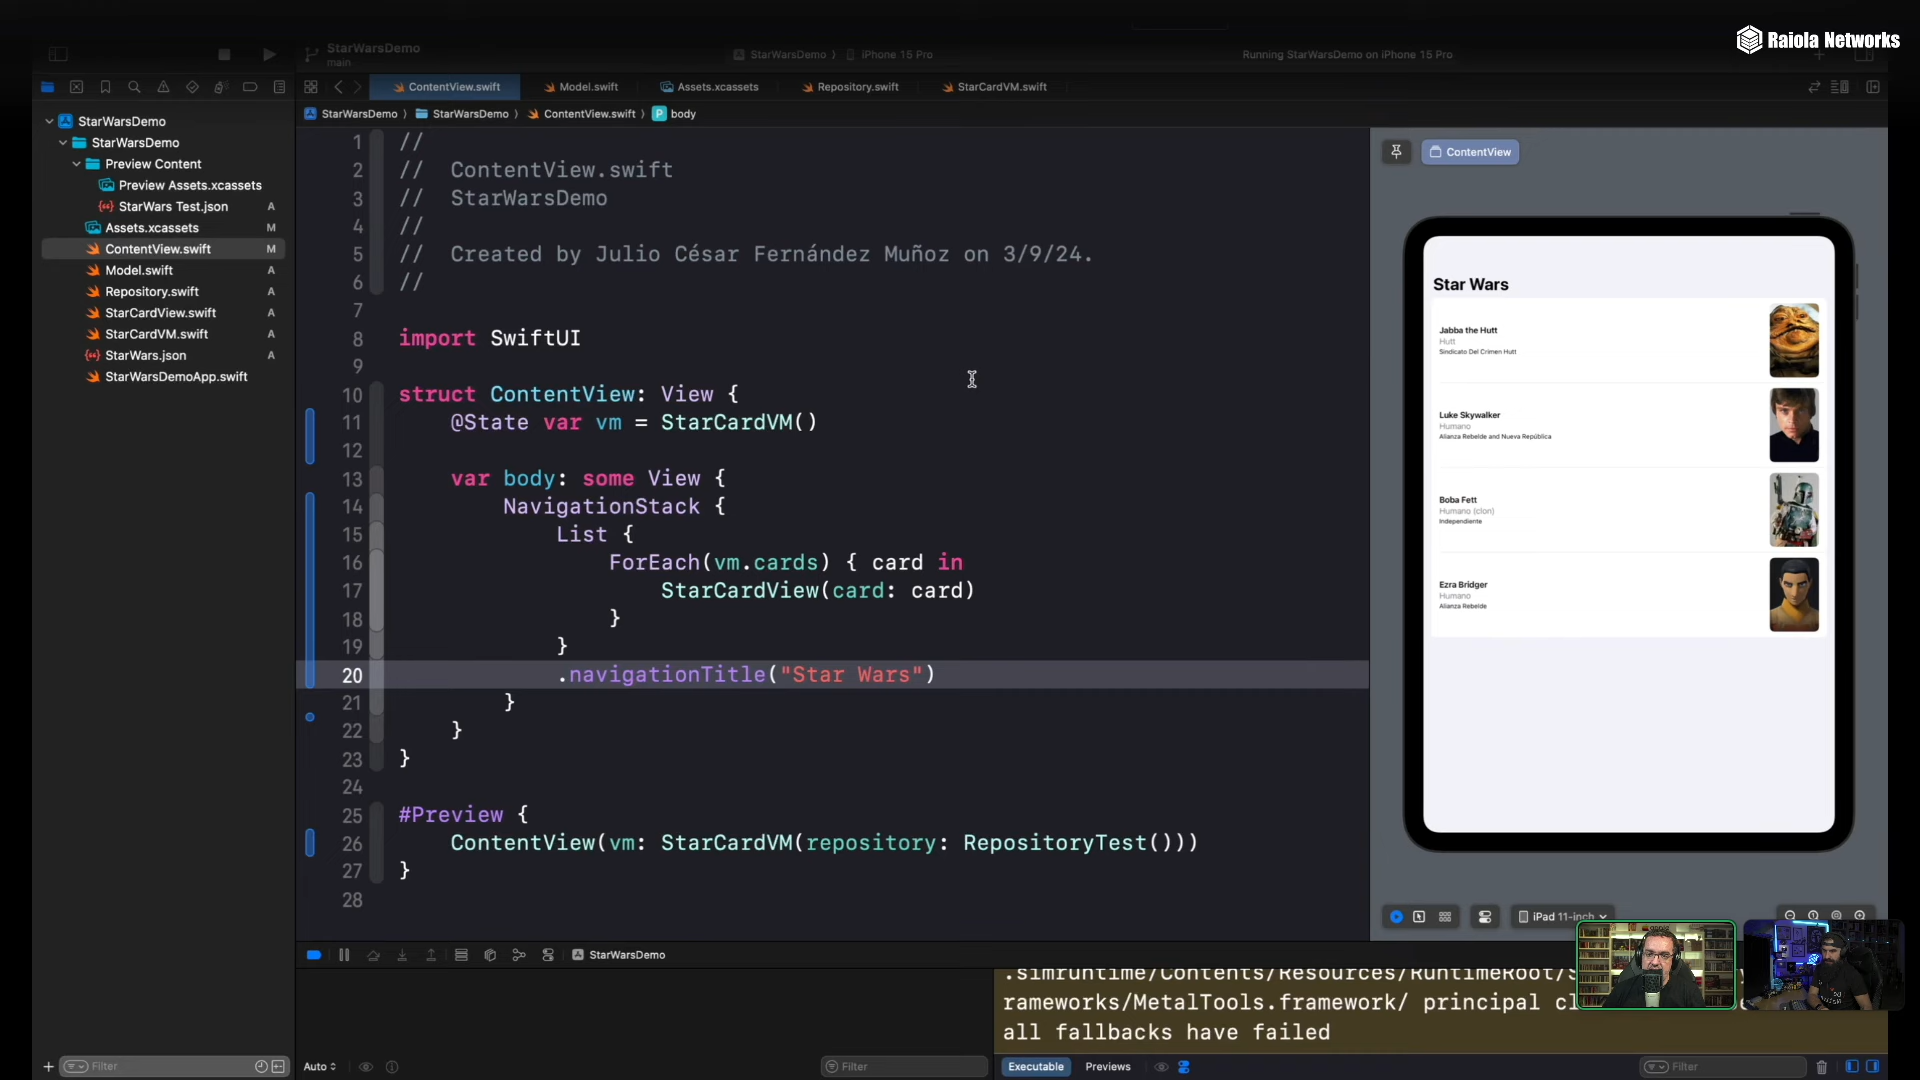 Raiola Networks
StarWarsDemo
main
StarWarsDemo
iPhone 15 Pro
Running StarWarsDemo on iPhone 15 Pro
ContentView.swift
Model.swift
Assets.xcassets
Repository.swift
StarCardVM.swift
StarWarsDemo
StarWarsDemo
ContentView.swift
body
StarWarsDemo
StarWarsDemo
Preview Content
Preview Assets.xcassets
StarWars Test.json A
Assets.xcassets M
ContentView.swift M
Model.swift A
Repository.swift A
StarCardView.swift A
StarCardVM.swift A
StarWars.json A
StarWarsDemoApp.swift
1 //
2 // ContentView.swift
3 // StarWarsDemo
4 //
5 // Created by Julio César Fernández Muñoz on 3/9/24.
6 //
7
8 import SwiftUI
9
10 struct ContentView: View {
11 @State var vm = StarCardVM()
12
13 var body: some View {
14 NavigationStack {
15 List {
16 ForEach(vm.cards) { card in
17 StarCardView(card: card)
18 }
19 }
20 .navigationTitle("Star Wars")
21 }
22 }
23 }
24
25 #Preview {
26 ContentView(vm: StarCardVM(repository: RepositoryTest()))
27 }
28
ContentView
Star Wars
Jabba the Hutt
Hutt
Sindicato Del Crimen Hutt
Luke Skywalker
Humano
Alianza Rebelde and Nueva República
Boba Fett
Humano (clon)
Independiente
Ezra Bridger
Humano
Alianza Rebelde
iPad 11-inch
StarWarsDemo
.simruntime/Contents/Resources/RuntimeRoot/
rameworks/MetalTools.framework/ principal
all fallbacks have failed
Filter
Auto
Filter
Executable
Previews
Filter